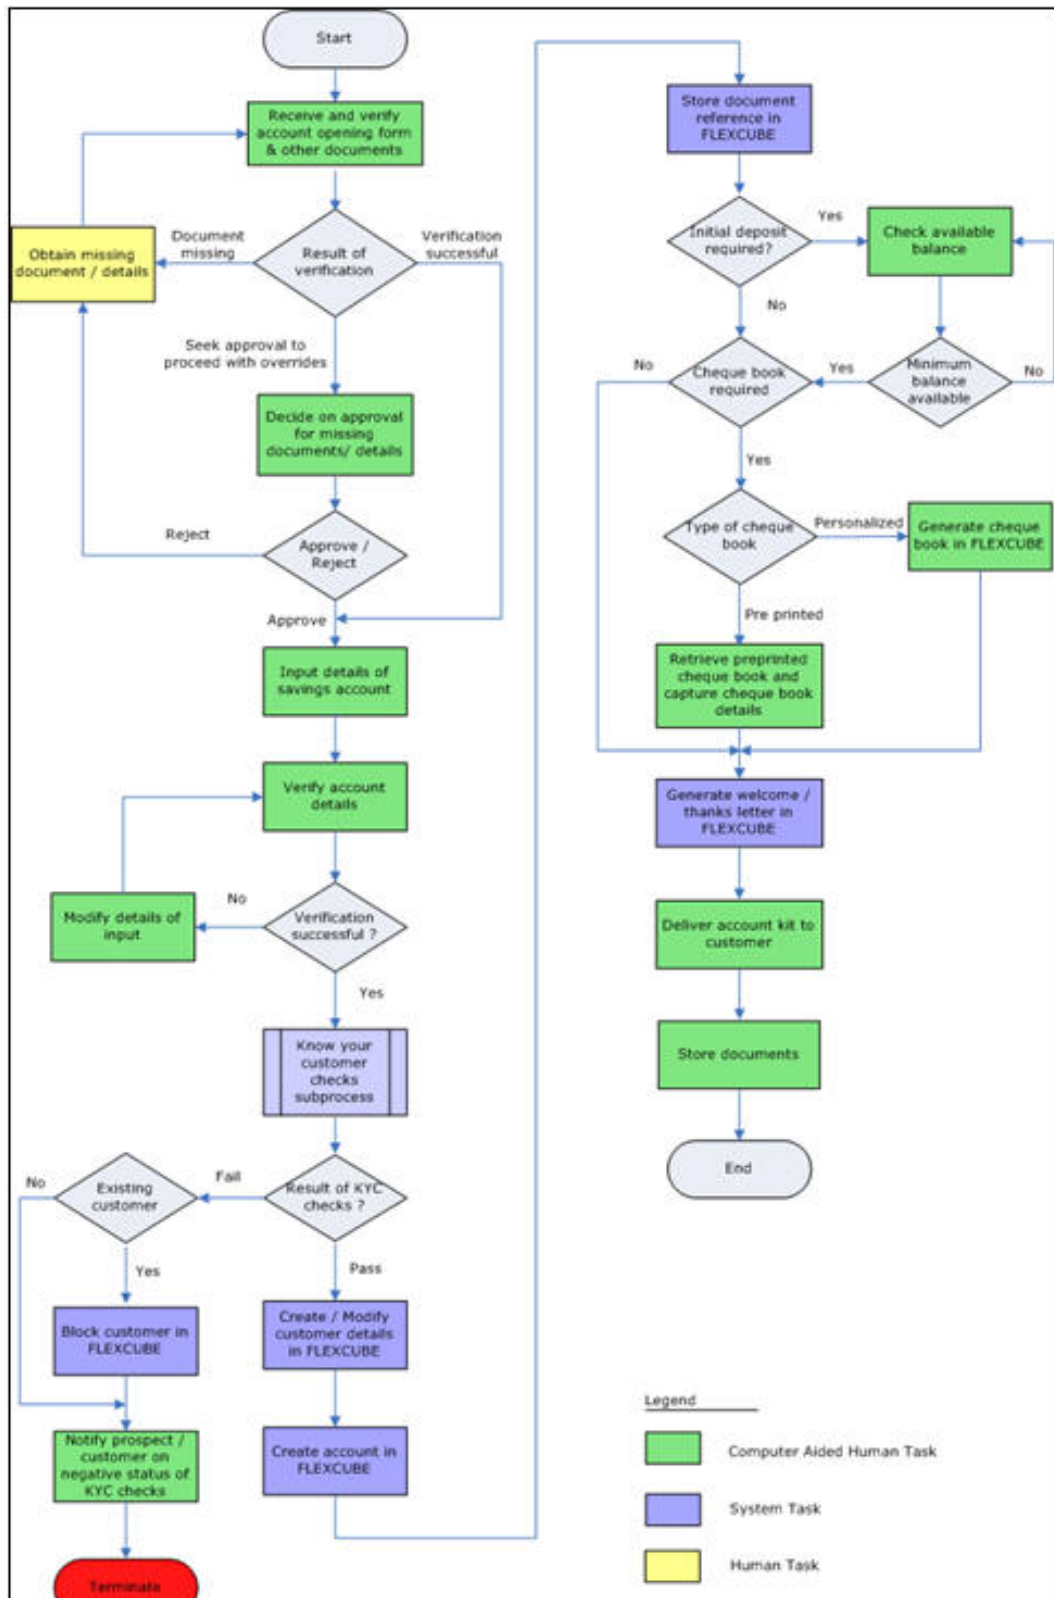 Start
Receive and verify
account opening form
& other documents
Document
missing
Verification
successful
Obtain missing
document / details
Result of
verification
Seek approval to
proceed with overrides
Decide on approval
for missing
documents/ details
Reject
Approve /
Reject
Approve
Input details of
savings account
Verify account
details
No
Modify details of
input
Verification
successful ?
Yes
Know your
customer
checks
subprocess
No
Existing
customer
Fail
Result of KYC
checks ?
Yes
Pass
Block customer in
FLEXCUBE
Create / Modify
customer details
in FLEXCUBE
Notify prospect /
customer on
negative status of
KYC checks
Create account in
FLEXCUBE
Terminate
Store document
reference in
FLEXCUBE
Initial deposit
required?
Yes
Check available
balance
No
No
Cheque book
required
Yes
Minimum
balance
available
No
Yes
Type of cheque
book
Personalized
Generate cheque
book in FLEXCUBE
Pre printed
Retrieve preprinted
cheque book and
capture cheque book
details
Generate welcome /
thanks letter in
FLEXCUBE
Deliver account kit to
customer
Store documents
End
Legend
Computer Aided Human Task
System Task
Human Task